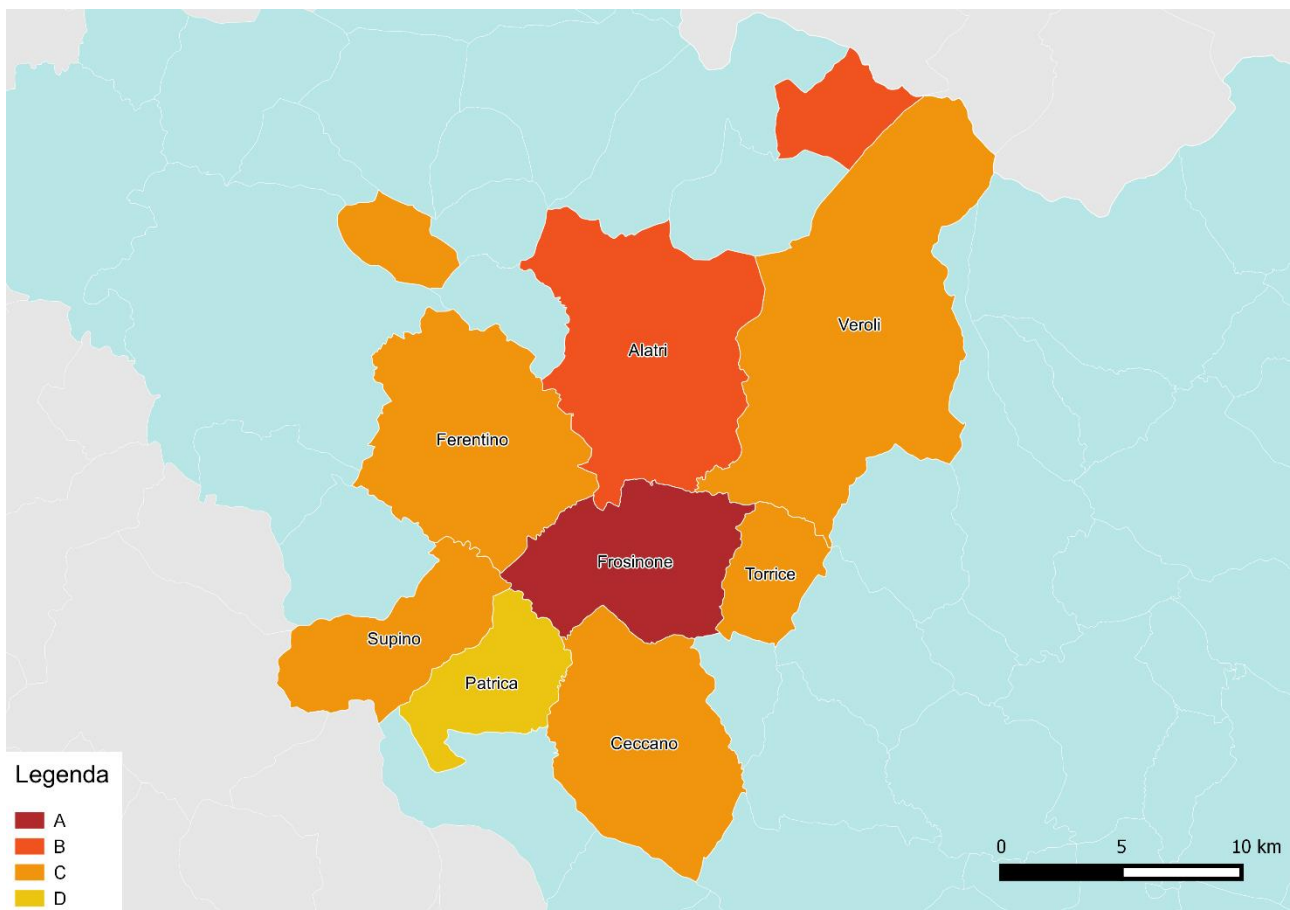 Veroli
Alatri
Ferentino
Frosinone
Torrice
Supino
Patrica
Ceccano
Legenda
A
B
C
D
0 5 10 km